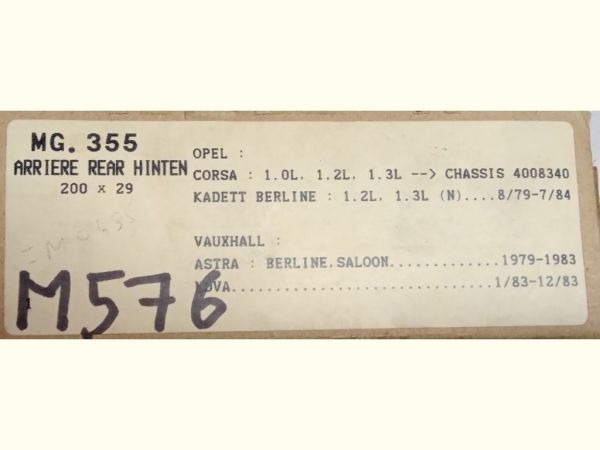 MG. 355
ARRIERE REAR HINTEN
200 x 29
OPEL :
CORSA : 1.0L, 1.2L, 1.3L --> CHASSIS 4008340
KADETT BERLINE : 1.2L, 1.3L (N)....8/79-7/84
VAUXHALL :
ASTRA : BERLINE,SALOON.............1979-1983
NOVA..............................1/83-12/83
M576